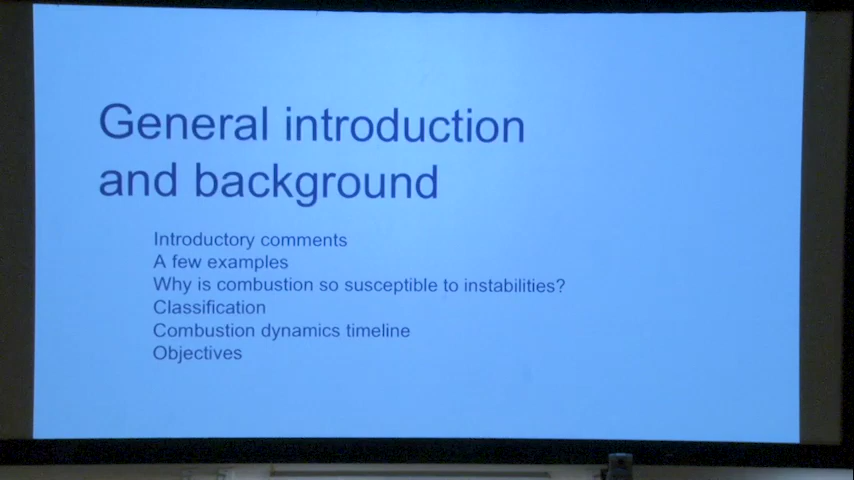 General introduction
and background
Introductory comments
A few examples
Why is combustion so susceptible to instabilities?
Classification
Combustion dynamics timeline
Objectives